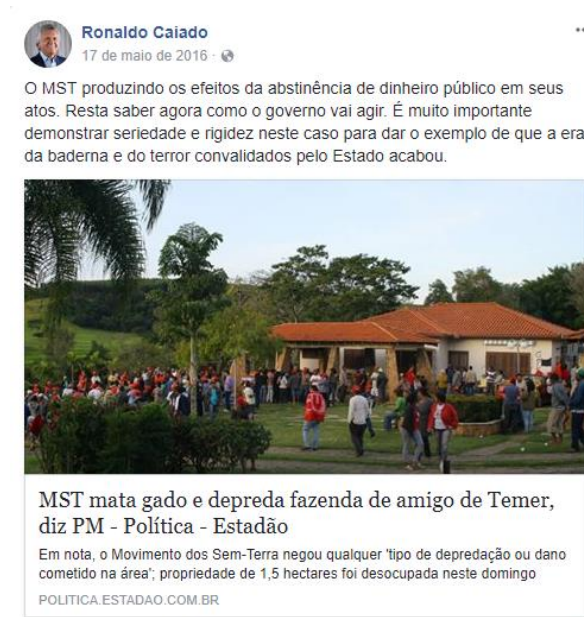 Ronaldo Caiado
17 de maio de 2016 ·
O MST produzindo os efeitos da abstinência de dinheiro público em seus
atos. Resta saber agora como o governo vai agir. É muito importante
demonstrar seriedade e rigidez neste caso para dar o exemplo de que a era
da baderna e do terror convalidados pelo Estado acabou.
MST mata gado e depreda fazenda de amigo de Temer,
diz PM - Política - Estadão
Em nota, o Movimento dos Sem-Terra negou qualquer 'tipo de depredação ou dano
cometido na área'; propriedade de 1,5 hectares foi desocupada neste domingo
POLITICA.ESTADAO.COM.BR